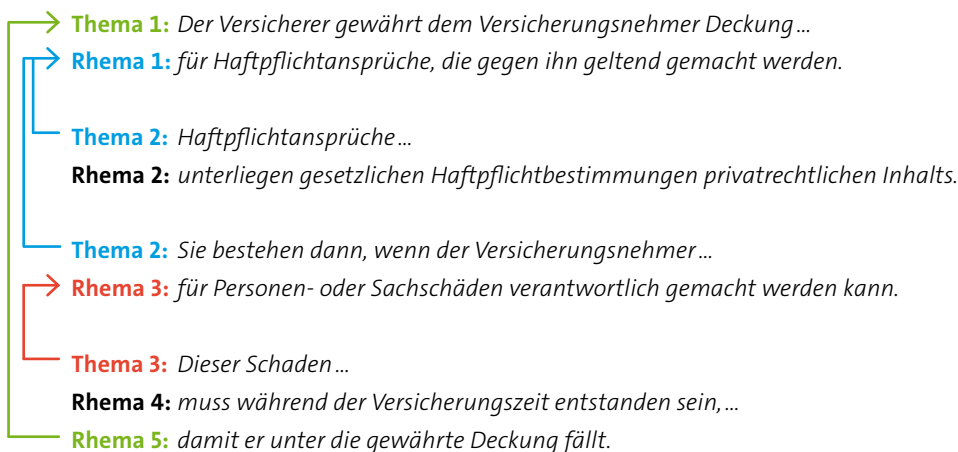 Thema 1: Der Versicherer gewährt dem Versicherungsnehmer Deckung …
Rhema 1: für Haftpflichtansprüche, die gegen ihn geltend gemacht werden.
Thema 2: Haftpflichtansprüche …
Rhema 2: unterliegen gesetzlichen Haftpflichtbestimmungen privatrechtlichen Inhalts.
Thema 2: Sie bestehen dann, wenn der Versicherungsnehmer …
Rhema 3: für Personen- oder Sachschäden verantwortlich gemacht werden kann.
Thema 3: Dieser Schaden …
Rhema 4: muss während der Versicherungszeit entstanden sein, …
Rhema 5: damit er unter die gewährte Deckung fällt.